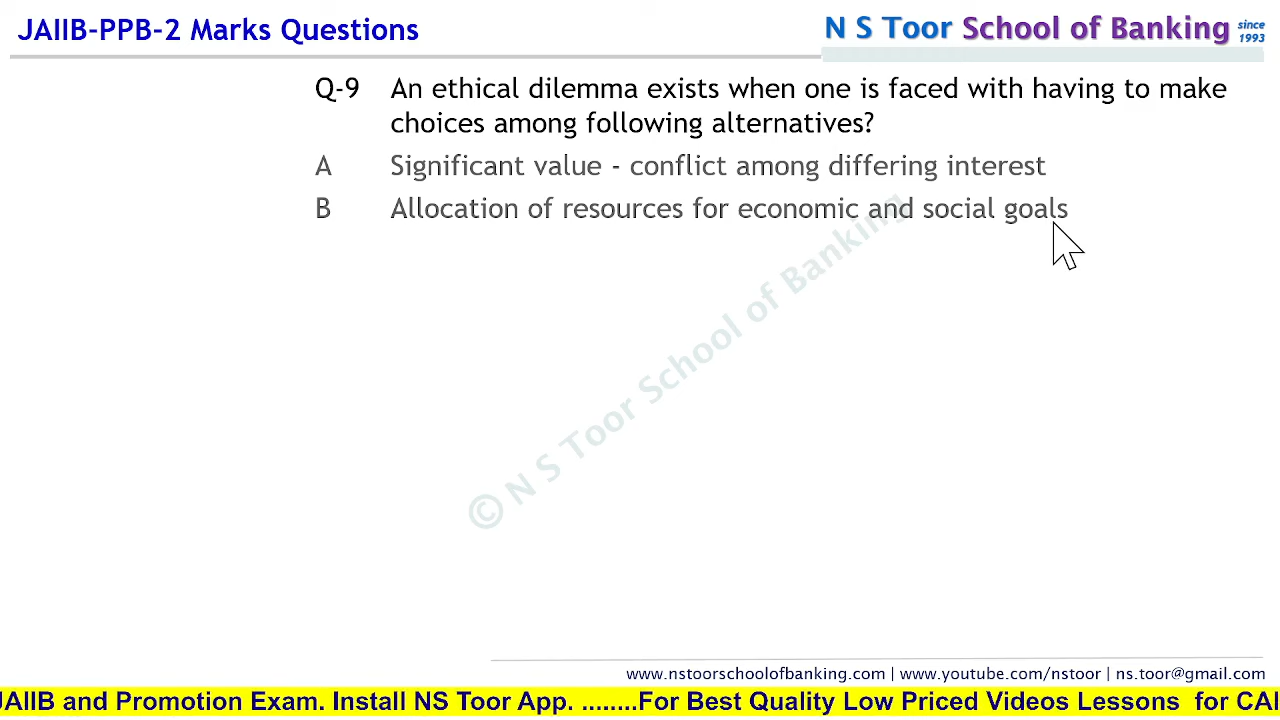 JAIIB-PPB-2 Marks Questions
N S Toor School of Banking since 1993
Q-9 An ethical dilemma exists when one is faced with having to make
choices among following alternatives?
A Significant value - conflict among differing interest
B Allocation of resources for economic and social goals
© N S Toor School of Banking
www.nstoorschoolofbanking.com | www.youtube.com/nstoor | ns.toor@gmail.com
JAIIB and Promotion Exam. Install NS Toor App. ........For Best Quality Low Priced Videos Lessons for CAI